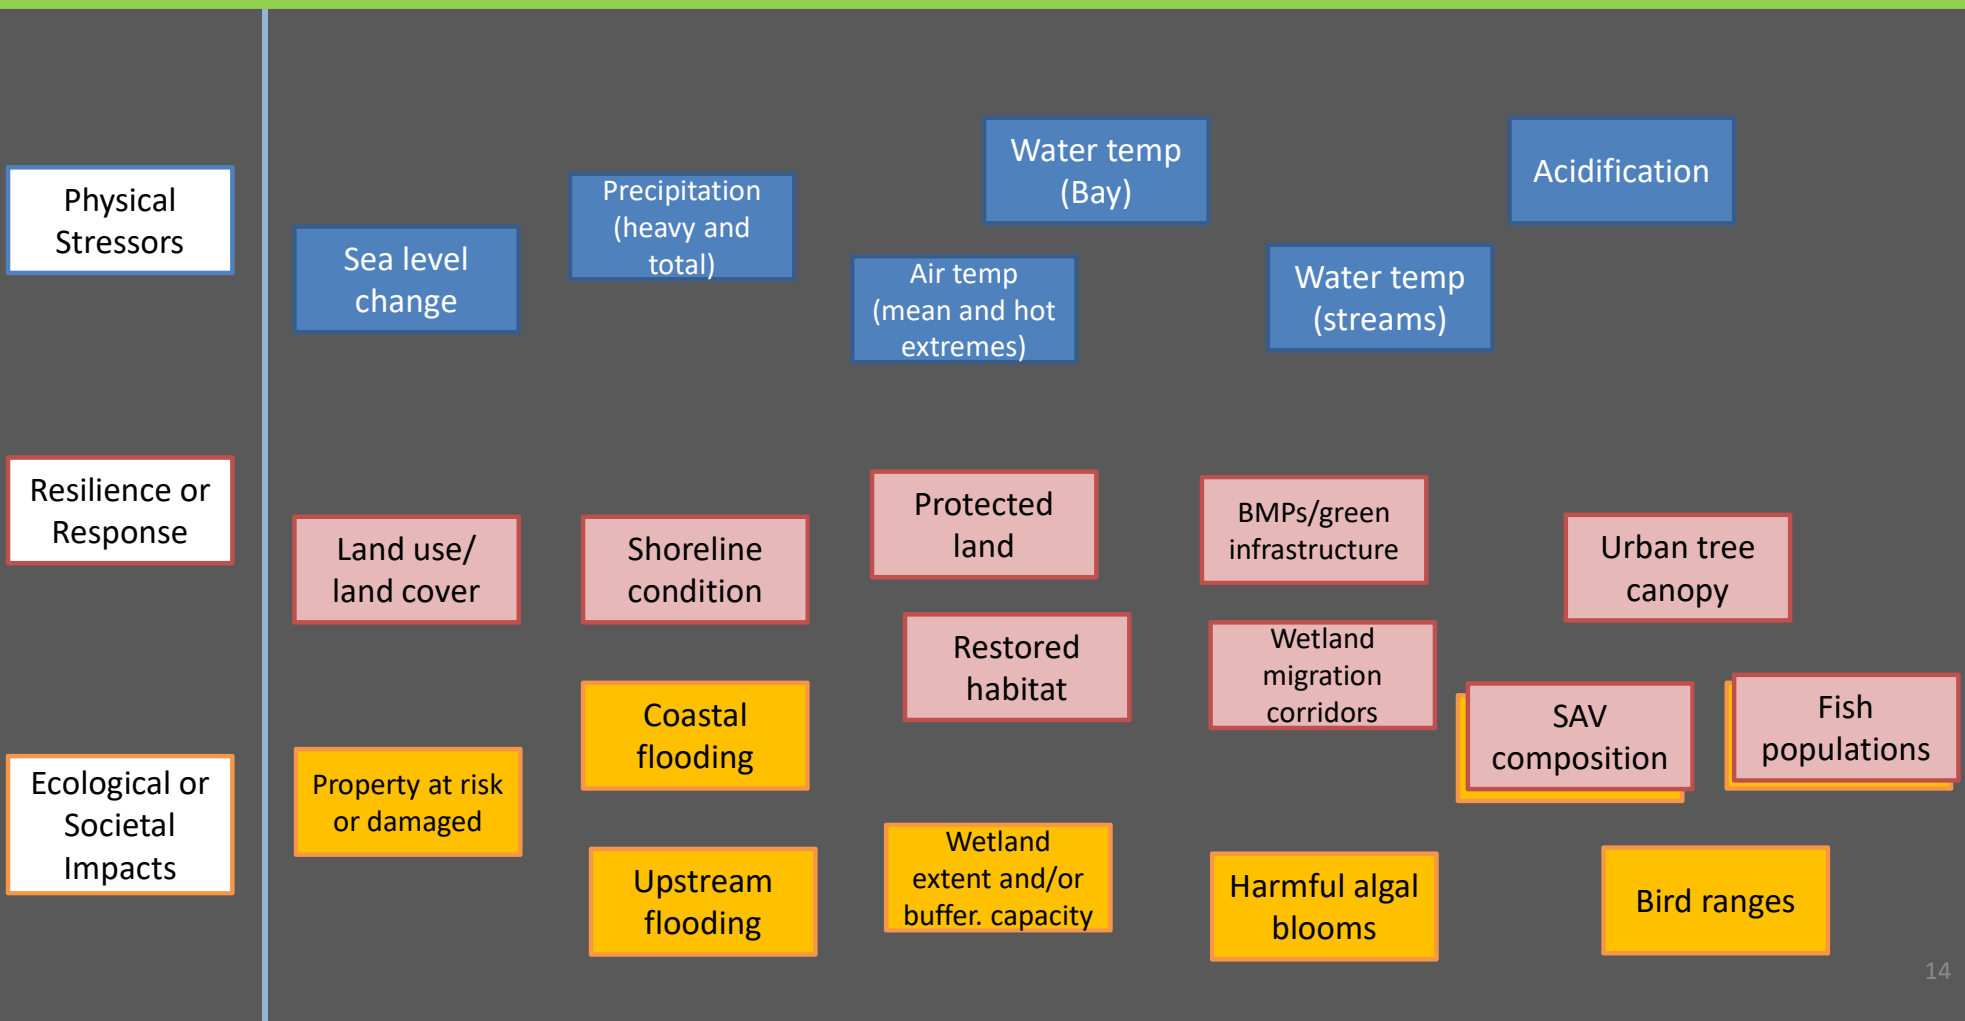 Physical
Stressors
Sea level
change
Precipitation
(heavy and
total)
Water temp
(Bay)
Air temp
(mean and hot
extremes)
Water temp
(streams)
Acidification
Resilience or
Response
Land use/
land cover
Shoreline
condition
Protected
land
Restored
habitat
BMPs/green
infrastructure
Wetland
migration
corridors
Urban tree
canopy
SAV
composition
Fish
populations
Ecological or
Societal
Impacts
Property at risk
or damaged
Coastal
flooding
Upstream
flooding
Wetland
extent and/or
buffer. capacity
Harmful algal
blooms
Bird ranges
14